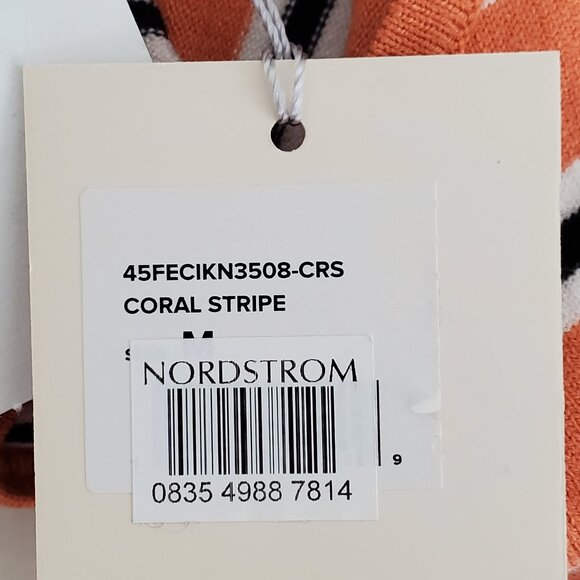 45FECIKN3508-CRS
CORAL STRIPE
M
NORDSTROM
9
0835 4988 7814